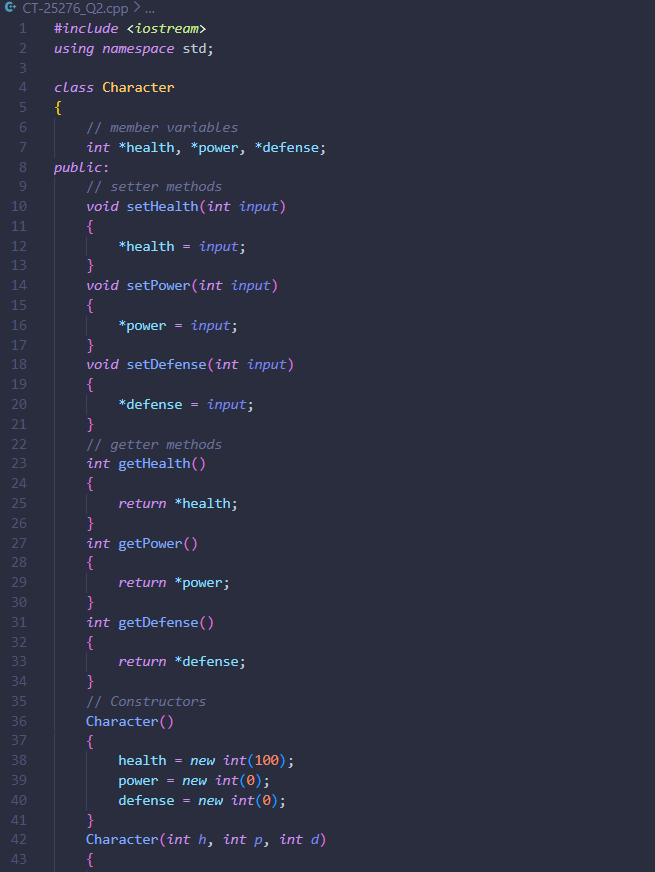 CT-25276_Q2.cpp > ...
1 #include <iostream>
2 using namespace std;
3
4 class Character
5 {
6 // member variables
7 int *health, *power, *defense;
8 public:
9 // setter methods
10 void setHealth(int input)
11 {
12 *health = input;
13 }
14 void setPower(int input)
15 {
16 *power = input;
17 }
18 void setDefense(int input)
19 {
20 *defense = input;
21 }
22 // getter methods
23 int getHealth()
24 {
25 return *health;
26 }
27 int getPower()
28 {
29 return *power;
30 }
31 int getDefense()
32 {
33 return *defense;
34 }
35 // Constructors
36 Character()
37 {
38 health = new int(100);
39 power = new int(0);
40 defense = new int(0);
41 }
42 Character(int h, int p, int d)
43 {